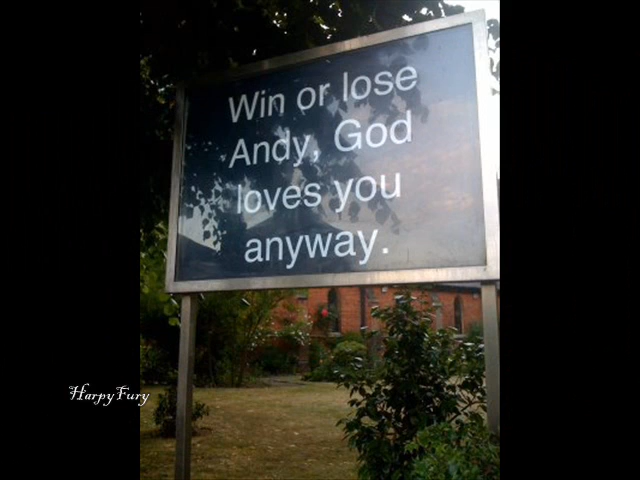 Win or lose
Andy, God
loves you
anyway.
HarpyFury